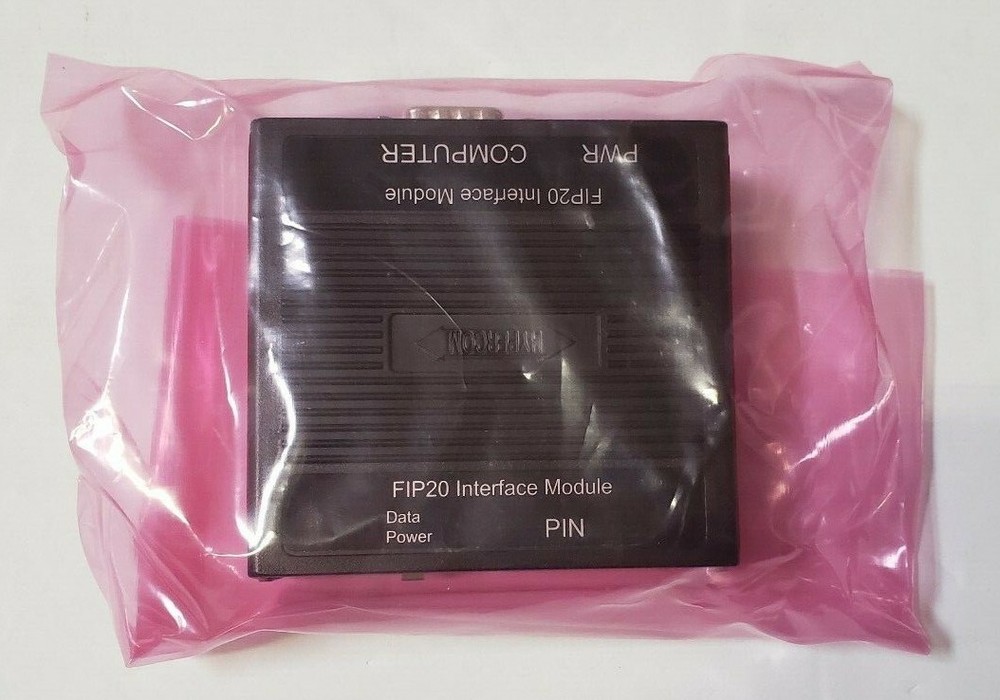 COMPUTER PWR
FIP20 Interface Module
HYPERCOM
FIP20 Interface Module
Data
Power
PIN